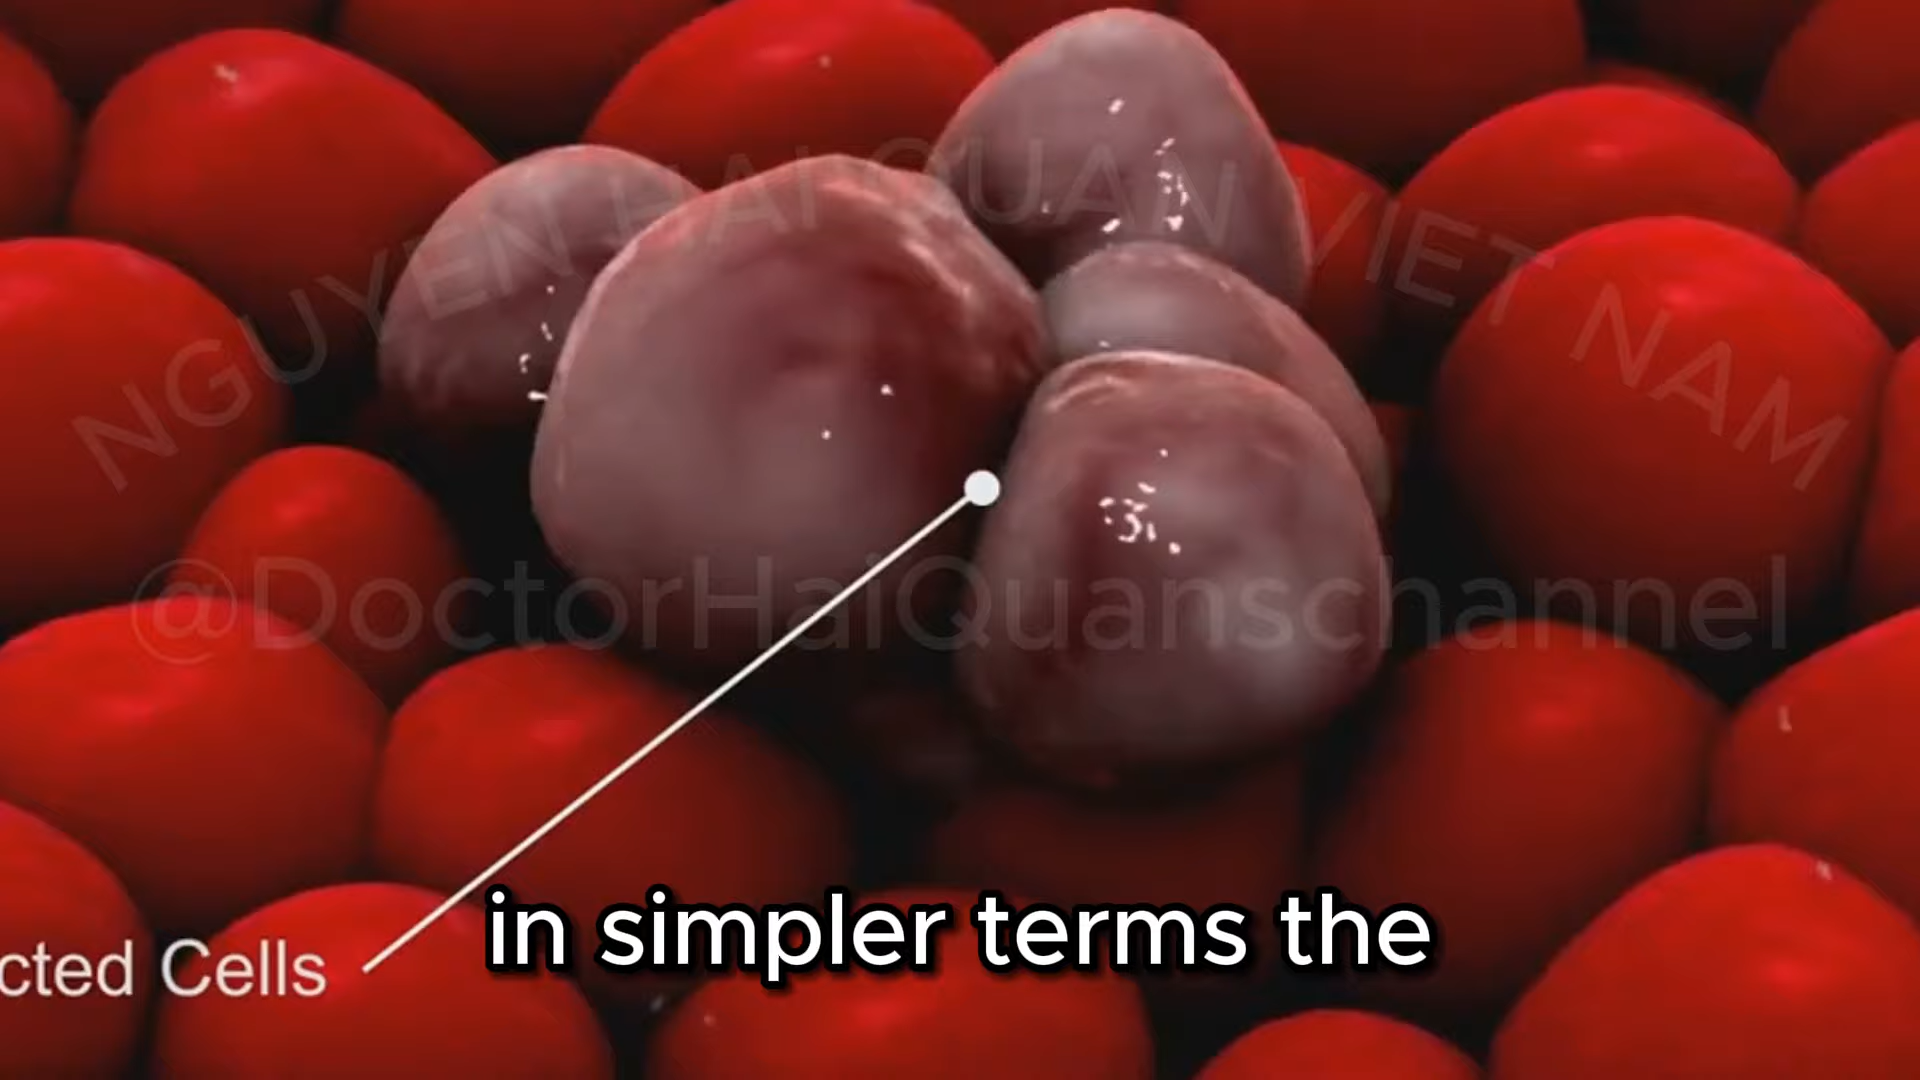 NGUYEN HAI QUAN VIET NAM
@DoctorHaiQuanschannel
cted Cells
in simpler terms the